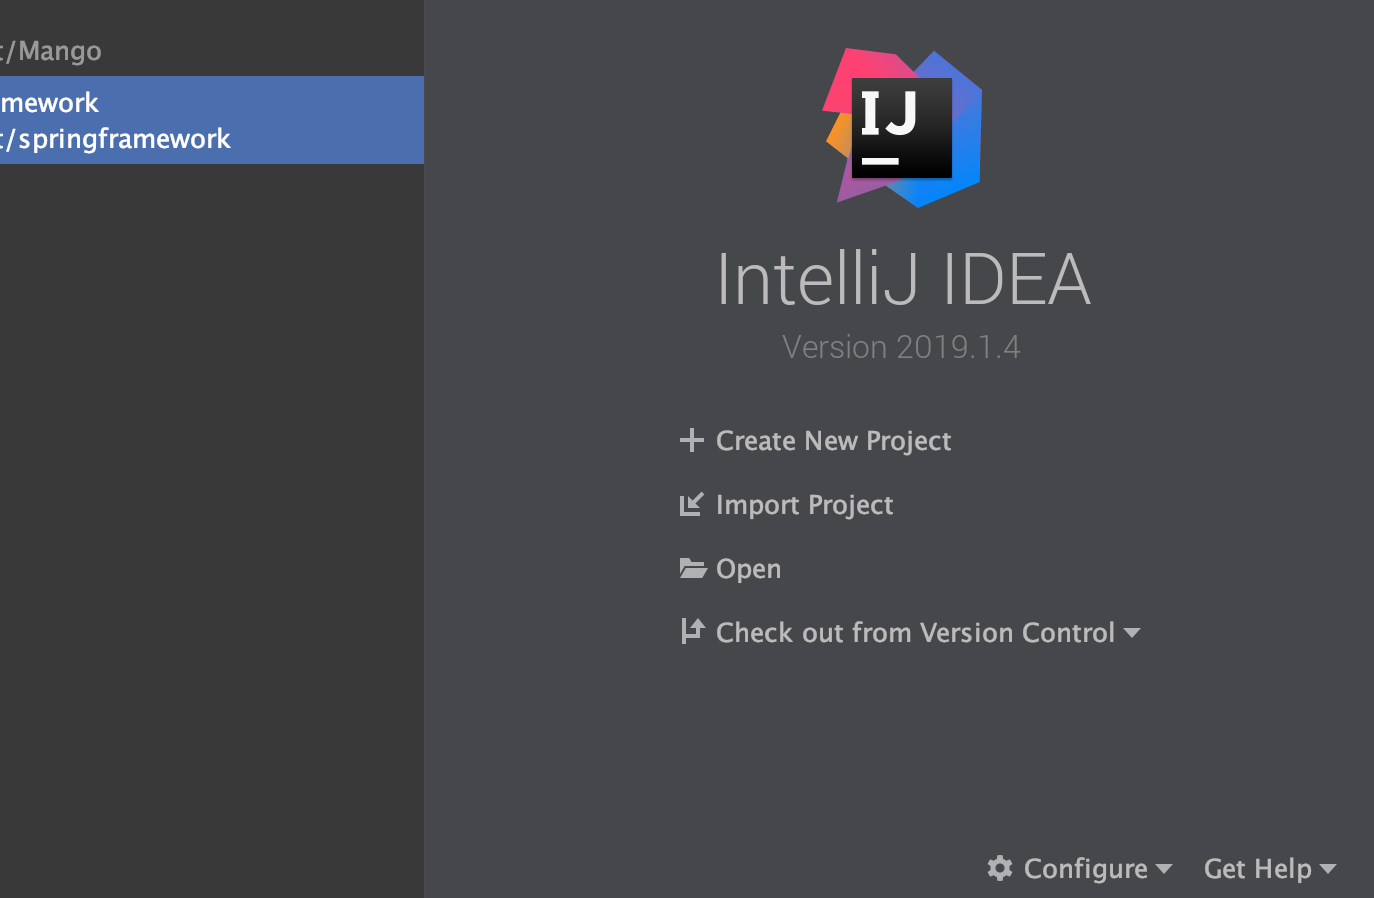 t/Mango
mework
t/springframework
IJ
IntelliJ IDEA
Version 2019.1.4
Create New Project
Import Project
Open
Check out from Version Control
Configure
Get Help